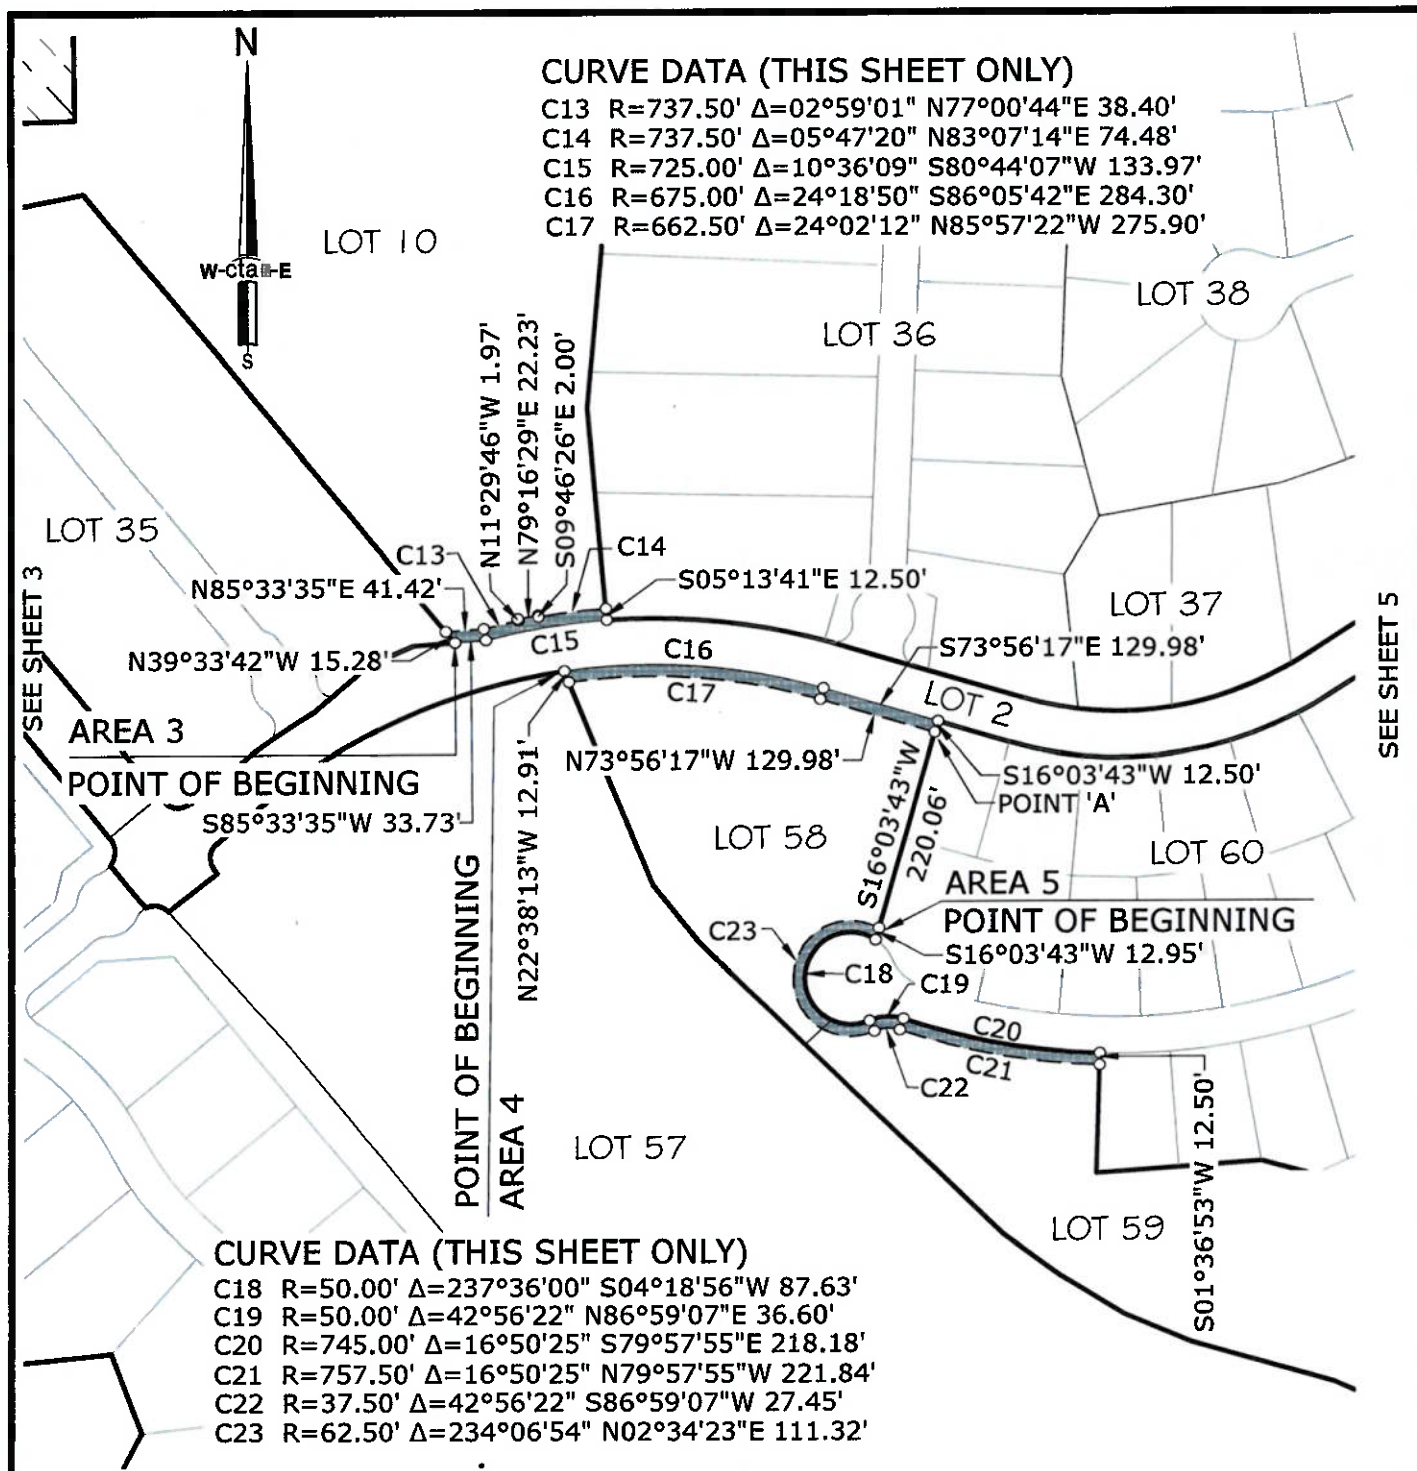 N
W-cta-E
S
CURVE DATA (THIS SHEET ONLY)
C13 R=737.50' Δ=02°59'01" N77°00'44"E 38.40'
C14 R=737.50' Δ=05°47'20" N83°07'14"E 74.48'
C15 R=725.00' Δ=10°36'09" S80°44'07"W 133.97'
C16 R=675.00' Δ=24°18'50" S86°05'42"E 284.30'
C17 R=662.50' Δ=24°02'12" N85°57'22"W 275.90'
LOT 10
LOT 38
LOT 36
N11°29'46"W 1.97'
N79°16'29"E 22.23'
S09°46'26"E 2.00'
LOT 35
C13
C14
N85°33'35"E 41.42'
S05°13'41"E 12.50'
SEE SHEET 3
LOT 37
SEE SHEET 5
C15
C16
S73°56'17"E 129.98'
N39°33'42"W 15.28'
C17
LOT 2
AREA 3
POINT OF BEGINNING
N73°56'17"W 129.98'
S16°03'43"W 12.50'
POINT 'A'
S85°33'35"W 33.73'
N22°38'13"W 12.91'
LOT 58
S16°03'43"W
220.06'
LOT 60
AREA 5
POINT OF BEGINNING
S16°03'43"W 12.95'
C23
C18
C19
C20
C21
C22
POINT OF BEGINNING
AREA 4
S01°36'53"W 12.50'
LOT 57
LOT 59
CURVE DATA (THIS SHEET ONLY)
C18 R=50.00' Δ=237°36'00" S04°18'56"W 87.63'
C19 R=50.00' Δ=42°56'22" N86°59'07"E 36.60'
C20 R=745.00' Δ=16°50'25" S79°57'55"E 218.18'
C21 R=757.50' Δ=16°50'25" N79°57'55"W 221.84'
C22 R=37.50' Δ=42°56'22" S86°59'07"W 27.45'
C23 R=62.50' Δ=234°06'54" N02°34'23"E 111.32'